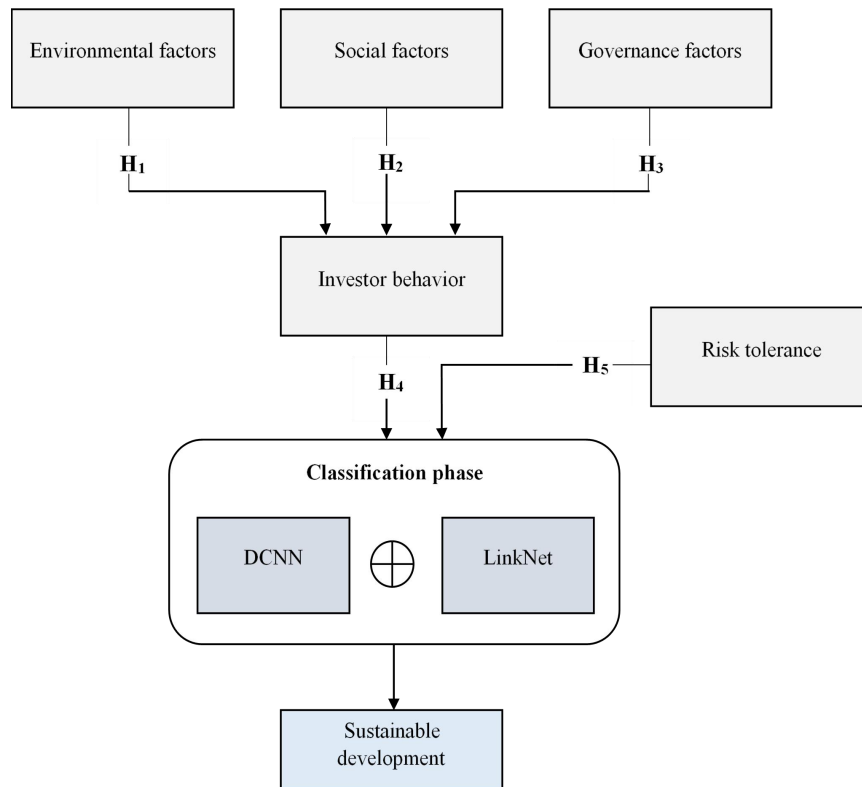 Environmental factors
Social factors
Governance factors
H₁
H₂
H₃
Investor behavior
Risk tolerance
H₅
H₄
Classification phase
DCNN
LinkNet
Sustainable
development